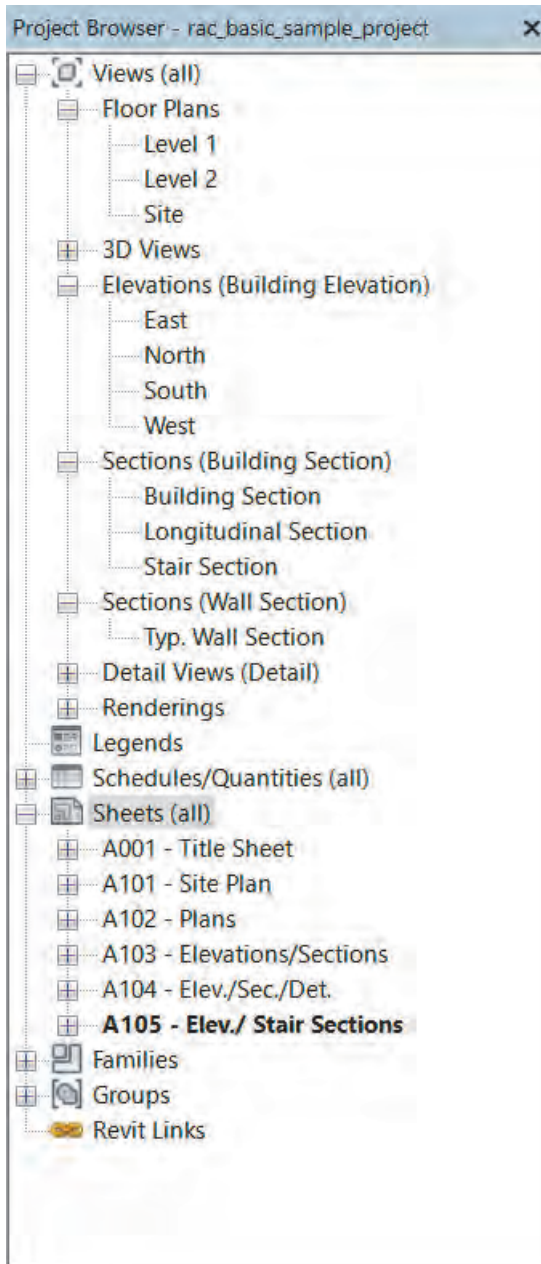 Project Browser - rac_basic_sample_project
Views (all)
Floor Plans
Level 1
Level 2
Site
3D Views
Elevations (Building Elevation)
East
North
South
West
Sections (Building Section)
Building Section
Longitudinal Section
Stair Section
Sections (Wall Section)
Typ. Wall Section
Detail Views (Detail)
Renderings
Legends
Schedules/Quantities (all)
Sheets (all)
A001 - Title Sheet
A101 - Site Plan
A102 - Plans
A103 - Elevations/Sections
A104 - Elev./Sec./Det.
A105 - Elev./ Stair Sections
Families
Groups
Revit Links